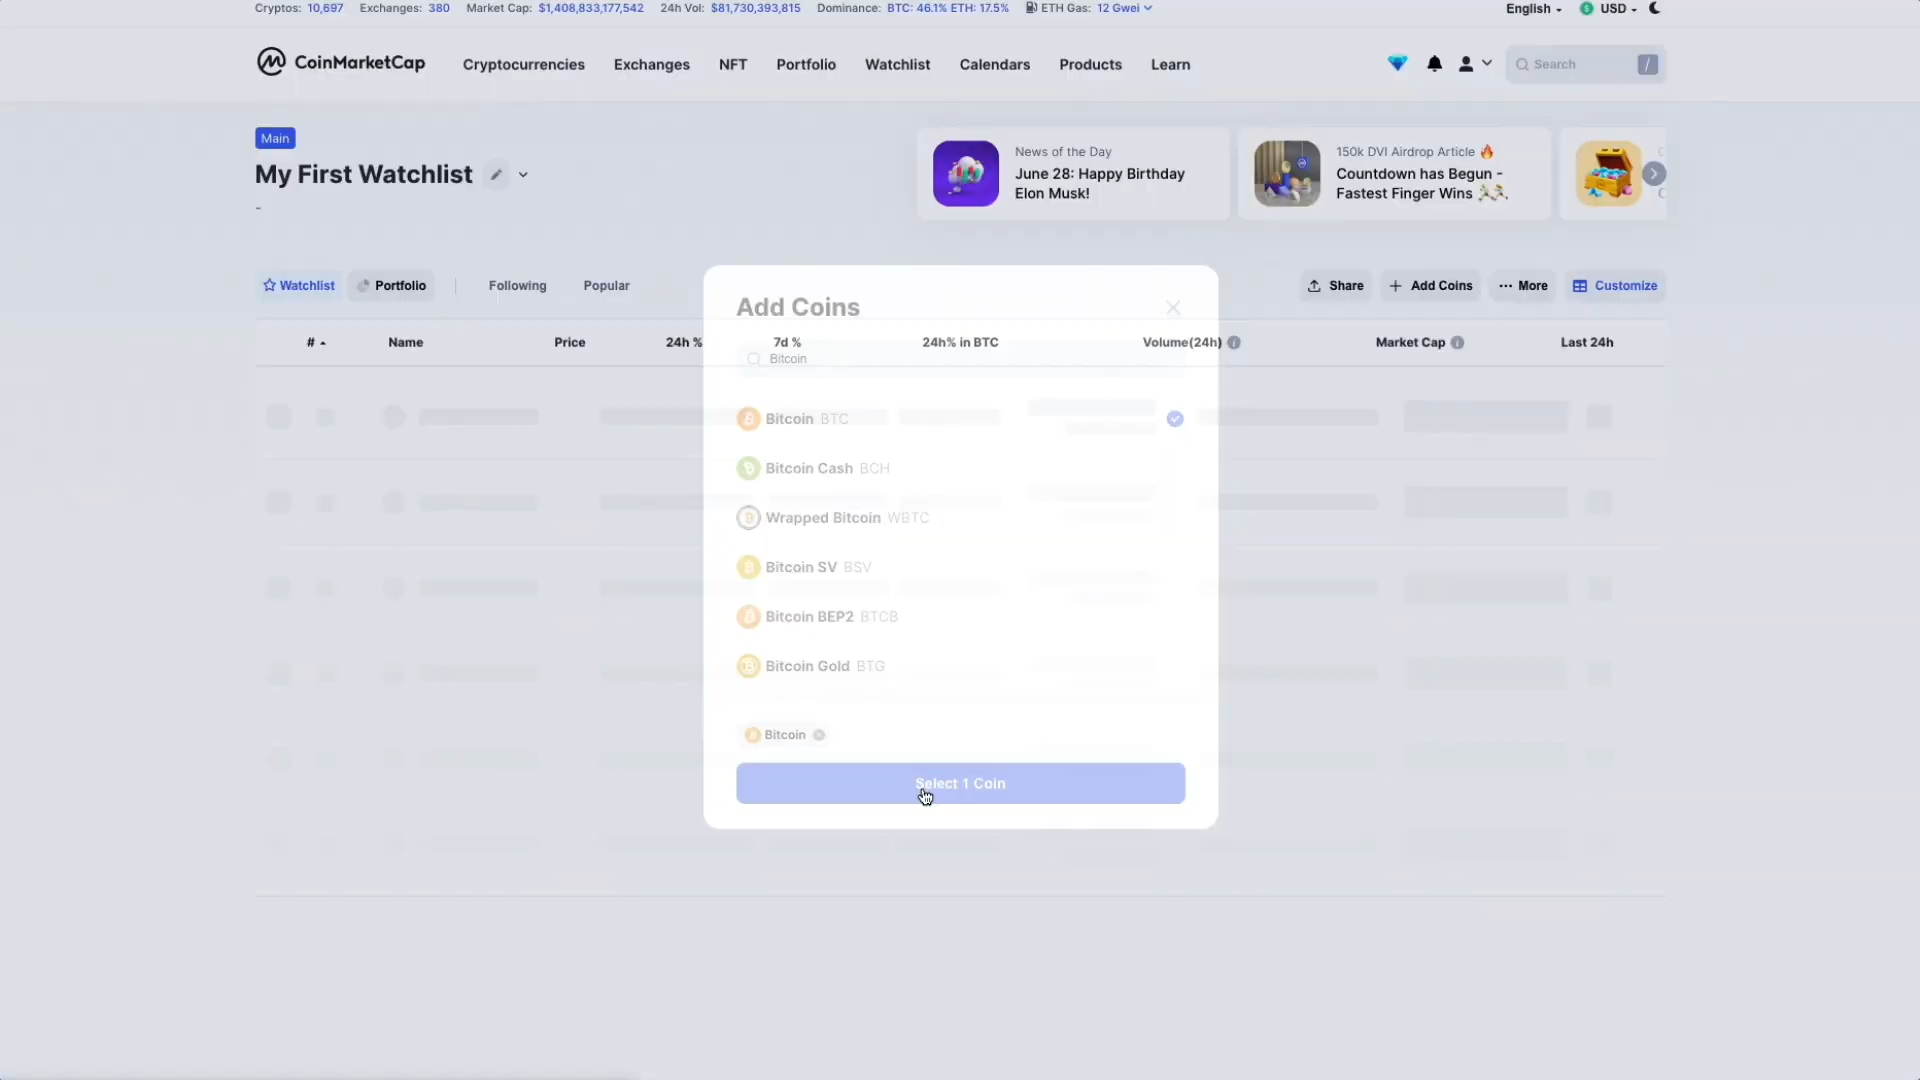 Cryptos: 10,697 Exchanges: 380 Market Cap: $1,408,833,177,542 24h Vol: $81,730,393,815 Dominance: BTC: 46.1% ETH: 17.5% ETH Gas: 12 Gwei English USD
CoinMarketCap Cryptocurrencies Exchanges NFT Portfolio Watchlist Calendars Products Learn Search /
Main
My First Watchlist
-
News of the Day
June 28: Happy Birthday
Elon Musk!
150k DVI Airdrop Article 🔥
Countdown has Begun -
Fastest Finger Wins
Watchlist Portfolio Following Popular Share + Add Coins ••• More Customize
Add Coins
# Name Price 24h % 7d % 24h% in BTC Volume(24h) Market Cap Last 24h
Bitcoin
Bitcoin BTC
Bitcoin Cash BCH
Wrapped Bitcoin WBTC
Bitcoin SV BSV
Bitcoin BEP2 BTCB
Bitcoin Gold BTG
Bitcoin
Select 1 Coin